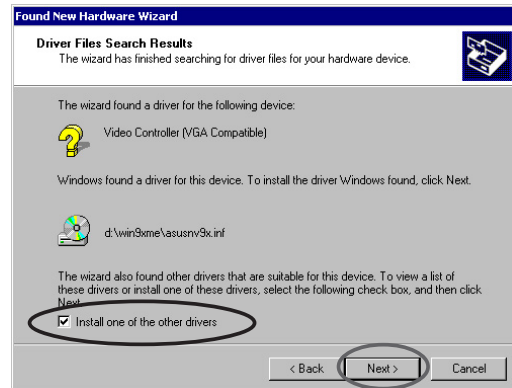 Found New Hardware Wizard
Driver Files Search Results
The wizard has finished searching for driver files for your hardware device.
The wizard found a driver for the following device:
Video Controller (VGA Compatible)
Windows found a driver for this device. To install the driver Windows found, click Next.
d:\win9xme\asusnv9x.inf
The wizard also found other drivers that are suitable for this device. To view a list of
these drivers or install one of these drivers, select the following check box, and then click
Next.
Install one of the other drivers
< Back Next > Cancel